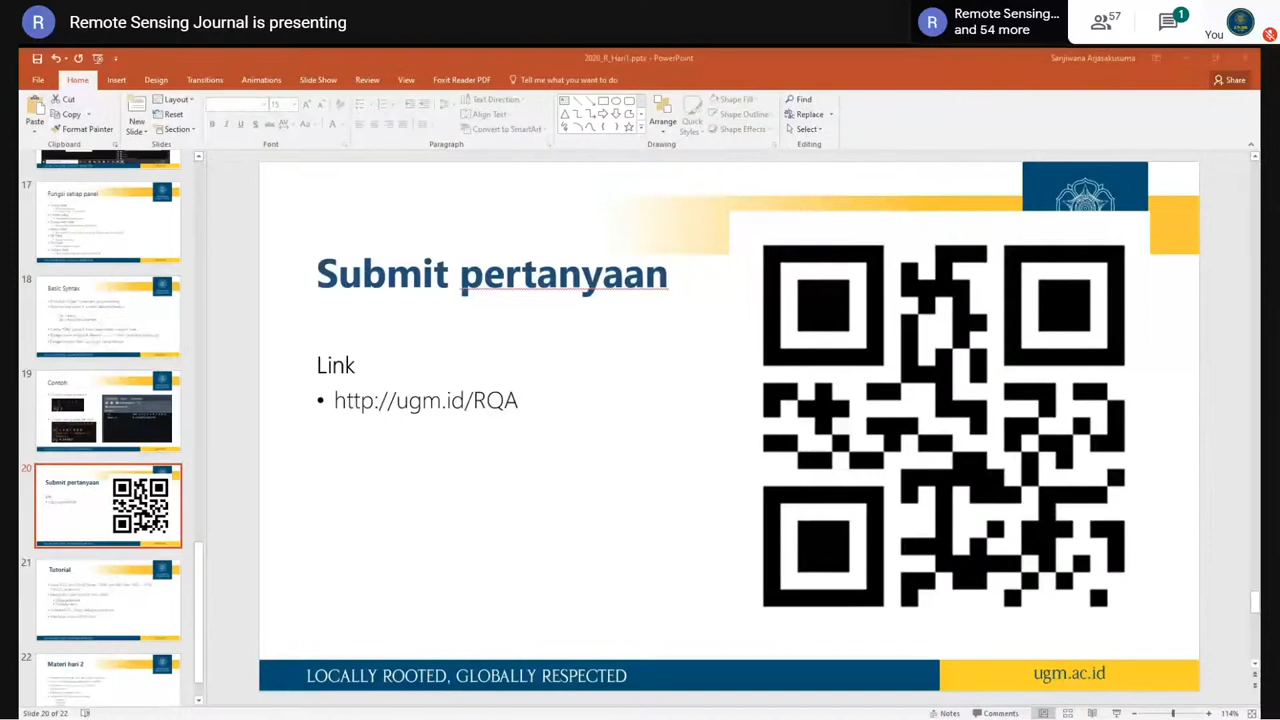 R
Remote Sensing Journal is presenting
R
Remote Sensing...
and 54 more
57
1
You
2020_R_Hari1.pptx - PowerPoint
Sanjiwana Arjasakusuma
File
Home
Insert
Design
Transitions
Animations
Slide Show
Review
View
Foxit Reader PDF
Tell me what you want to do
Share
Paste
Cut
Copy
Format Painter
Clipboard
New
Slide
Layout
Reset
Section
Slides
15
Font
Text Direction
Align Text
Convert to SmartArt
Paragraph
Arrange
Quick
Styles
Shape Fill
Shape Outline
Shape Effects
Drawing
Find
Replace
Select
Editing
17
Fungsi setiap panel
18
Basic Syntax
19
Contoh
20
Submit pertanyaan
21
Tutorial
22
Materi hari 2
Submit pertanyaan
Link
• http://ugm.id/RQA
LOCALLY ROOTED, GLOBALLY RESPECTED
ugm.ac.id
Slide 20 of 22
Notes
Comments
114%